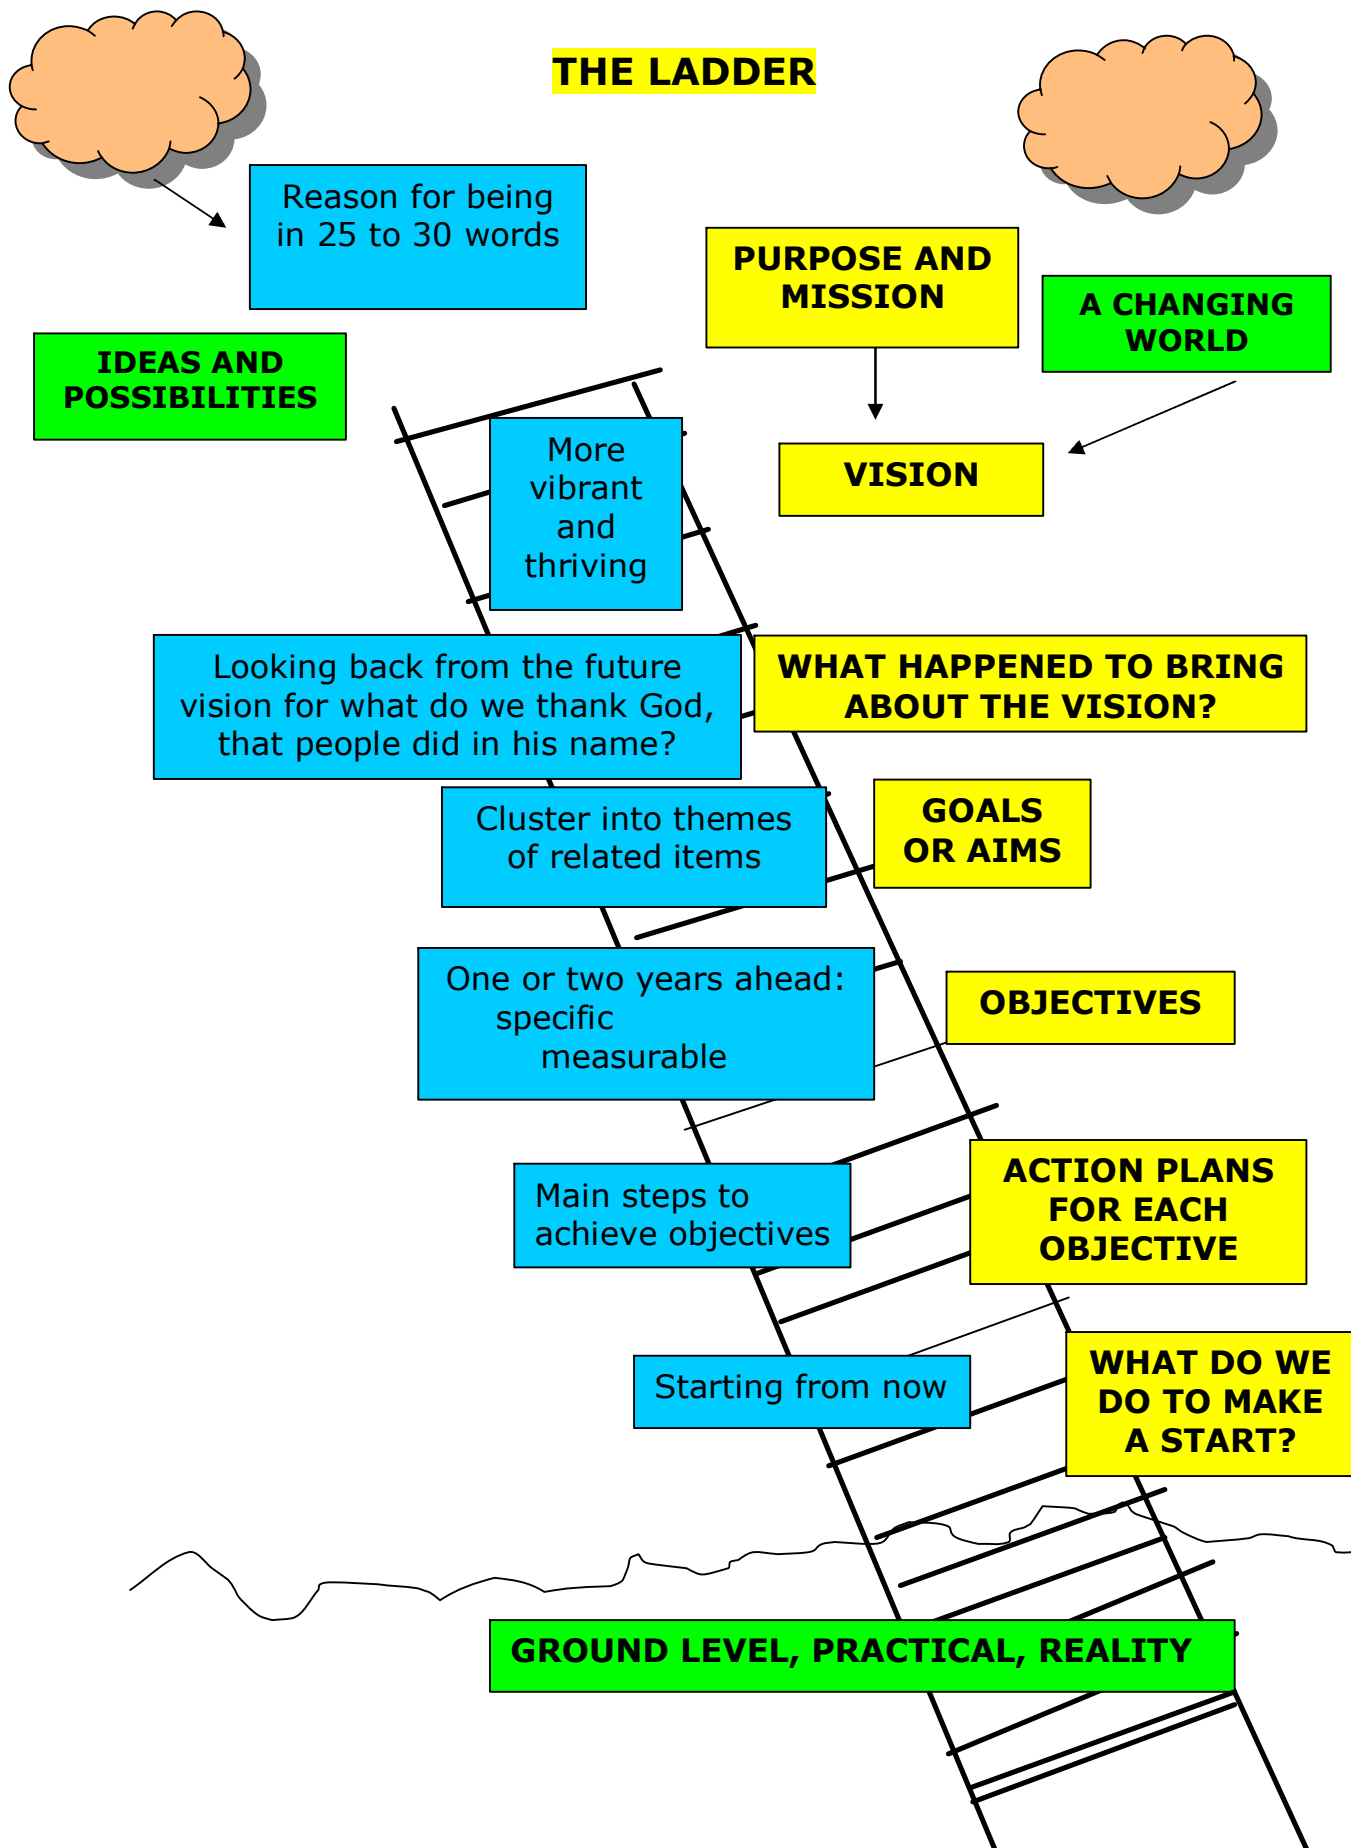 THE LADDER
Reason for being
in 25 to 30 words
PURPOSE AND
MISSION
A CHANGING
WORLD
IDEAS AND
POSSIBILITIES
More
vibrant
and
thriving
VISION
Looking back from the future
vision for what do we thank God,
that people did in his name?
WHAT HAPPENED TO BRING
ABOUT THE VISION?
Cluster into themes
of related items
GOALS
OR AIMS
One or two years ahead:
specific
measurable
OBJECTIVES
Main steps to
achieve objectives
ACTION PLANS
FOR EACH
OBJECTIVE
Starting from now
WHAT DO WE
DO TO MAKE
A START?
GROUND LEVEL, PRACTICAL, REALITY